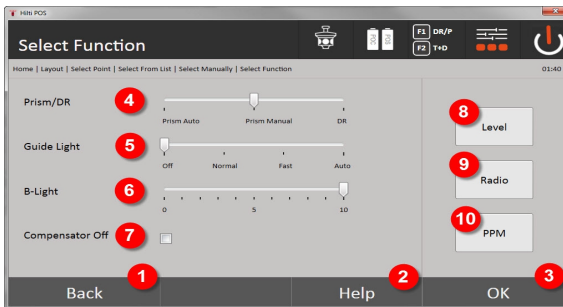 Hilti POS
Select Function
POC
POS
F1 DR/P
F2 T+D
Home | Layout | Select Point | Select From List | Select Manually | Select Function
01:40
Prism/DR
4
Prism Auto
Prism Manual
DR
Guide Light
5
Off
Normal
Fast
Auto
B-Light
6
0
5
10
Compensator Off
7
8
Level
9
Radio
10
PPM
1
Back
2
Help
3
OK